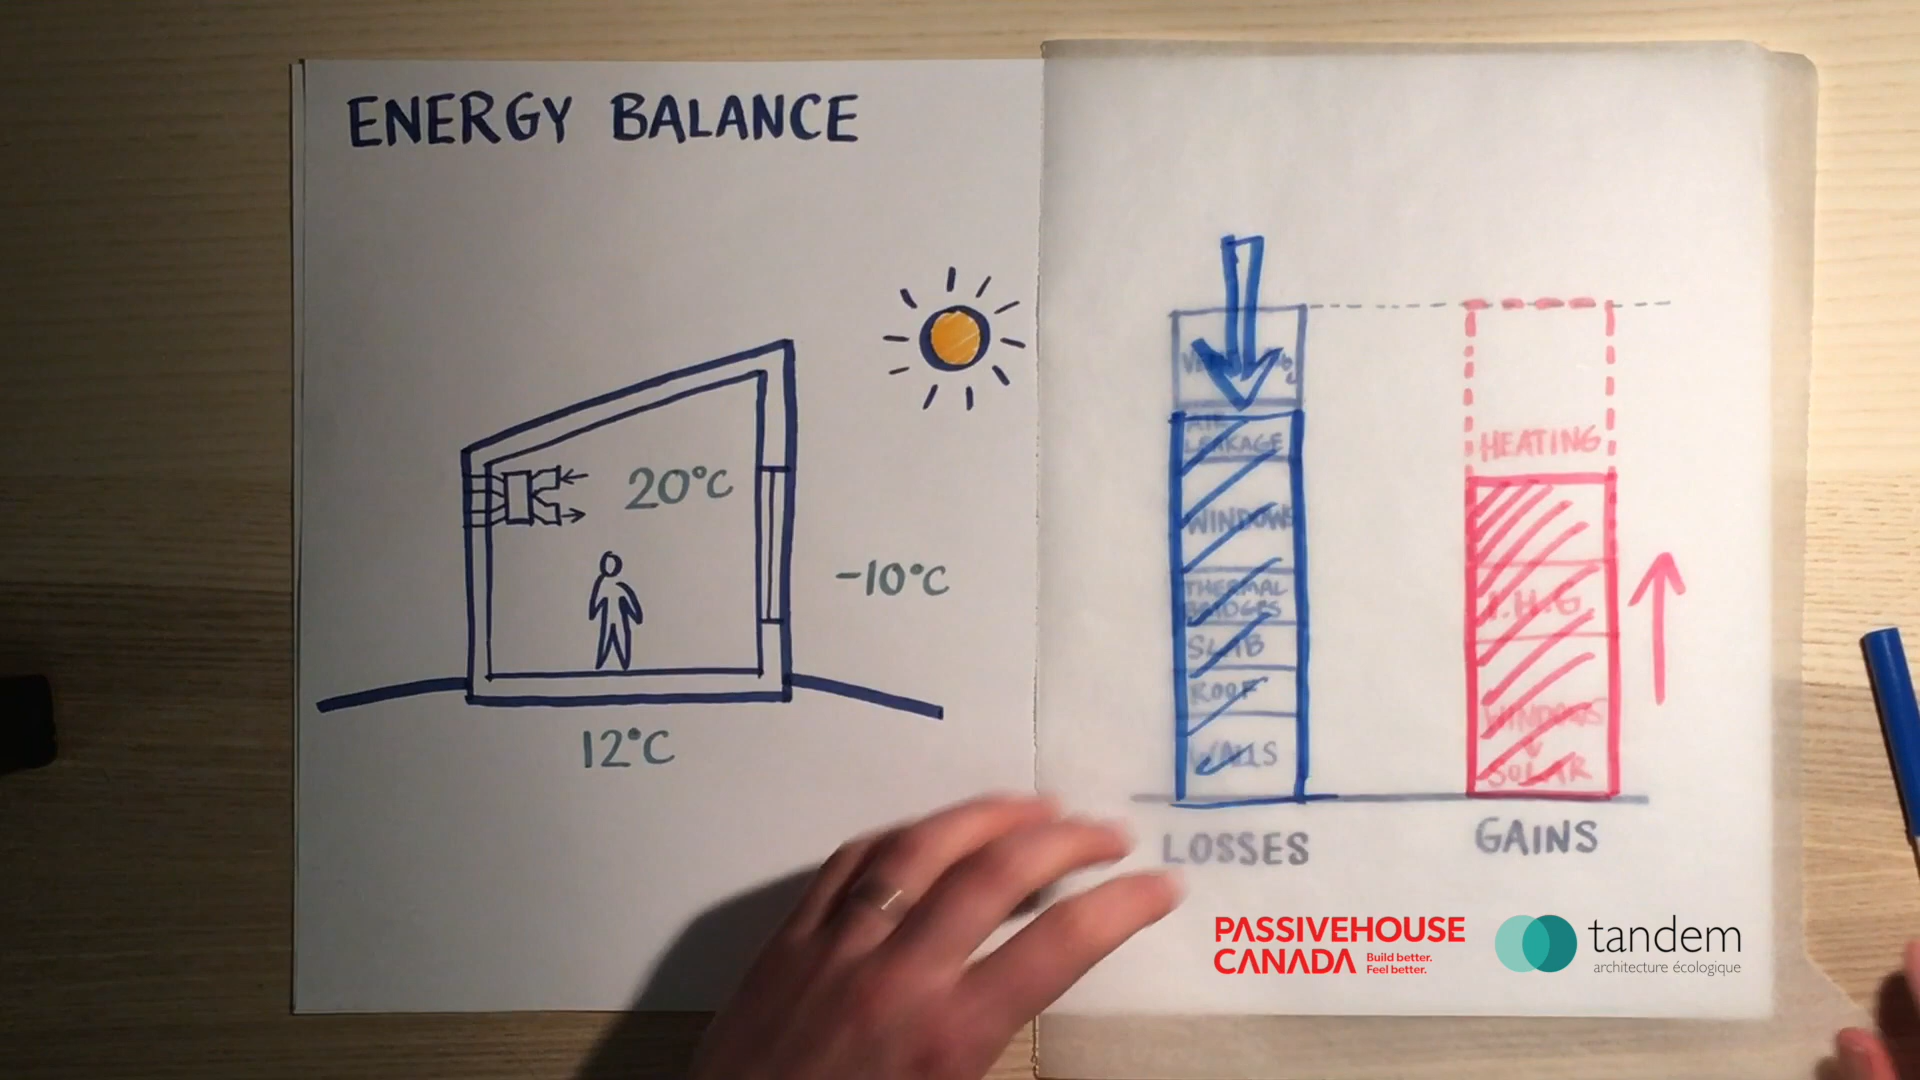 ENERGY BALANCE
20°C
-10°C
12°C
AIR
LEAKAGE
WINDOWS
THERMAL
BRIDGES
SLAB
ROOF
WALLS
LOSSES
HEATING
I.H.G
WINDOWS
SOLAR
GAINS
PASSIVEHOUSE
CANADA Build better.
Feel better.
tandem
architecture écologique